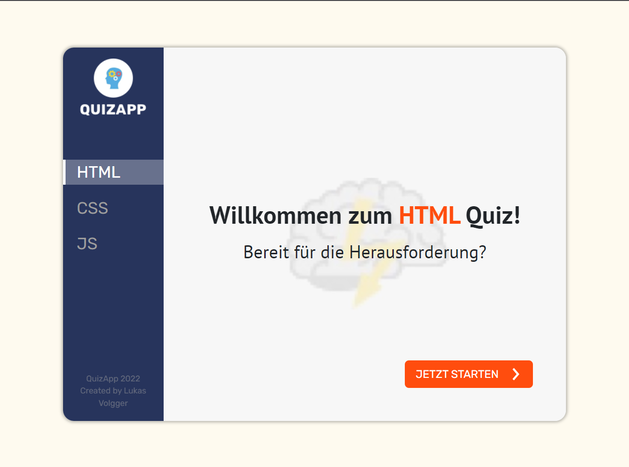 QUIZAPP
HTML
CSS
JS
QuizApp 2022
Created by Lukas
Volgger
Willkommen zum HTML Quiz!
Bereit für die Herausforderung?
JETZT STARTEN